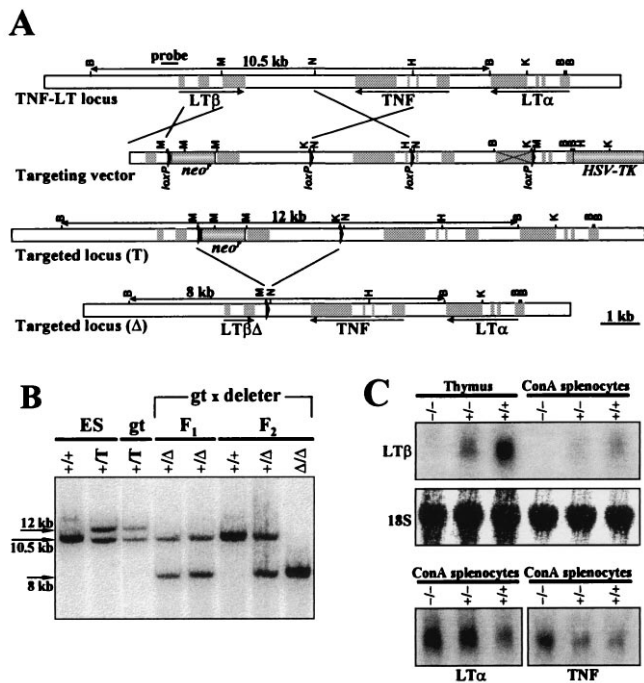 A
B probe M 10.5 kb N H B K B
TNF-LT locus LTβ TNF LTα
M M K N N B K M B H K
Targeting vector loxP neo^r loxP loxP loxP HSV-TK
B M M 12 kb K N H B K B
Targeted locus (T) neo^r
B 8 kb M N H B K B
Targeted locus (Δ) LTβΔ TNF LTα 1 kb
B
gt x deleter
ES gt F1 F2
+/+ +/T +/T +/Δ +/Δ +/+ +/Δ Δ/Δ
12 kb
10.5 kb
8 kb
C
Thymus ConA splenocytes
-/- +/- +/+ -/- +/- +/+
LTβ
18S
ConA splenocytes ConA splenocytes
-/- +/- +/+ -/- +/- +/+
LTα TNF